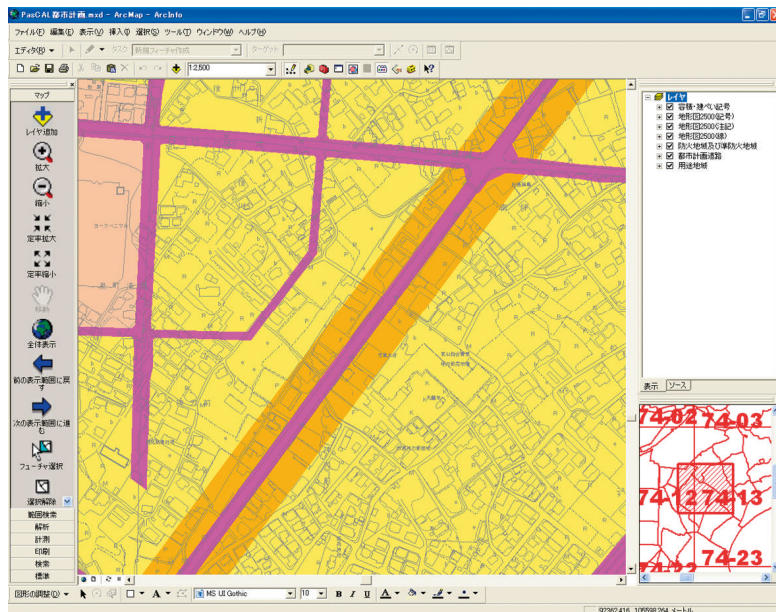 PasCAL都市計画.mxd - ArcMap - ArcInfo
ファイル(F) 編集(E) 表示(V) 挿入(I) 選択(S) ツール(T) ウィンドウ(W) ヘルプ(H)
エディタ(R) タスク 新規フィーチャ作成 ターゲット
1:2,500
マップ
レイヤ追加
拡大
縮小
定率拡大
定率縮小
移動
全体表示
前の表示範囲に戻す
次の表示範囲に進む
フューチャ選択
選択解除
範囲検索
解析
計測
印刷
検索
標準
レイヤ
容積・建ぺい記号
地形図2500(記号)
地形図2500(注記)
地形図2500(線)
防火地域及び準防火地域
都市計画道路
用途地域
表示 ソース
74-02 74-03
74-12 74-13
74-22 74-23
図形の調整(D) A MS UI Gothic 10 B I U A
92362.416 105598.264 メートル